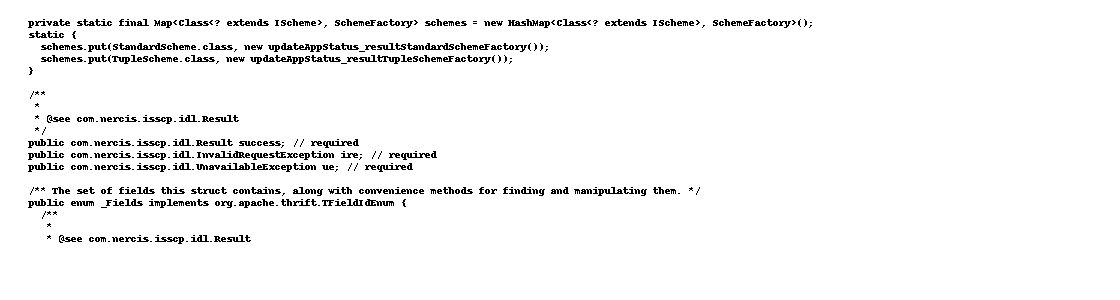 private static final Map<Class<? extends IScheme>, SchemeFactory> schemes = new HashMap<Class<? extends IScheme>, SchemeFactory>();
static {
  schemes.put(StandardScheme.class, new updateAppStatus_resultStandardSchemeFactory());
  schemes.put(TupleScheme.class, new updateAppStatus_resultTupleSchemeFactory());
}

/**
 *
 * @see com.nercis.isscp.idl.Result
 */
public com.nercis.isscp.idl.Result success; // required
public com.nercis.isscp.idl.InvalidRequestException ire; // required
public com.nercis.isscp.idl.UnavailableException ue; // required

/** The set of fields this struct contains, along with convenience methods for finding and manipulating them. */
public enum _Fields implements org.apache.thrift.TFieldIdEnum {
  /**
   *
   * @see com.nercis.isscp.idl.Result